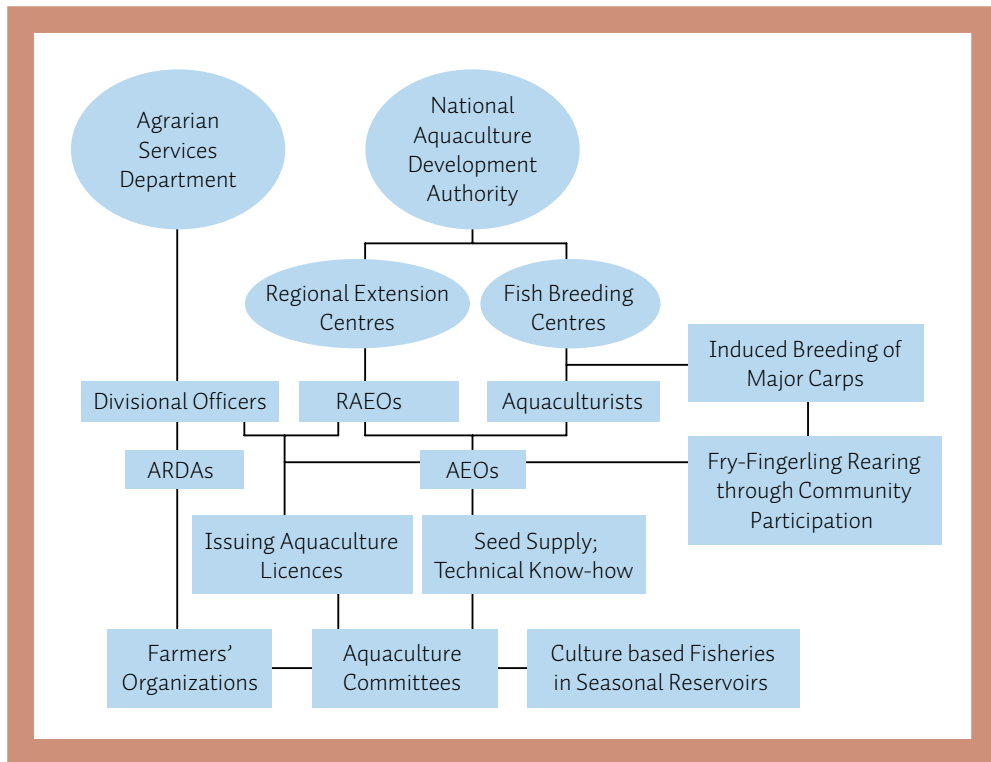 Agrarian
Services
Department
National
Aquaculture
Development
Authority
Regional Extension
Centres
Fish Breeding
Centres
Induced Breeding of
Major Carps
Divisional Officers
RAEOs
Aquaculturists
ARDAs
AEOs
Fry-Fingerling Rearing
through Community
Participation
Issuing Aquaculture
Licences
Seed Supply;
Technical Know-how
Farmers’
Organizations
Aquaculture
Committees
Culture based Fisheries
in Seasonal Reservoirs